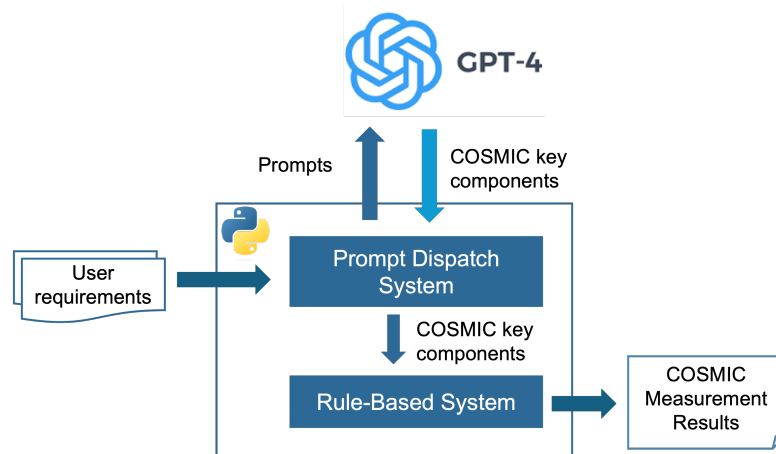 GPT-4
Prompts
COSMIC key
components
User
requirements
Prompt Dispatch
System
COSMIC key
components
Rule-Based System
COSMIC
Measurement
Results